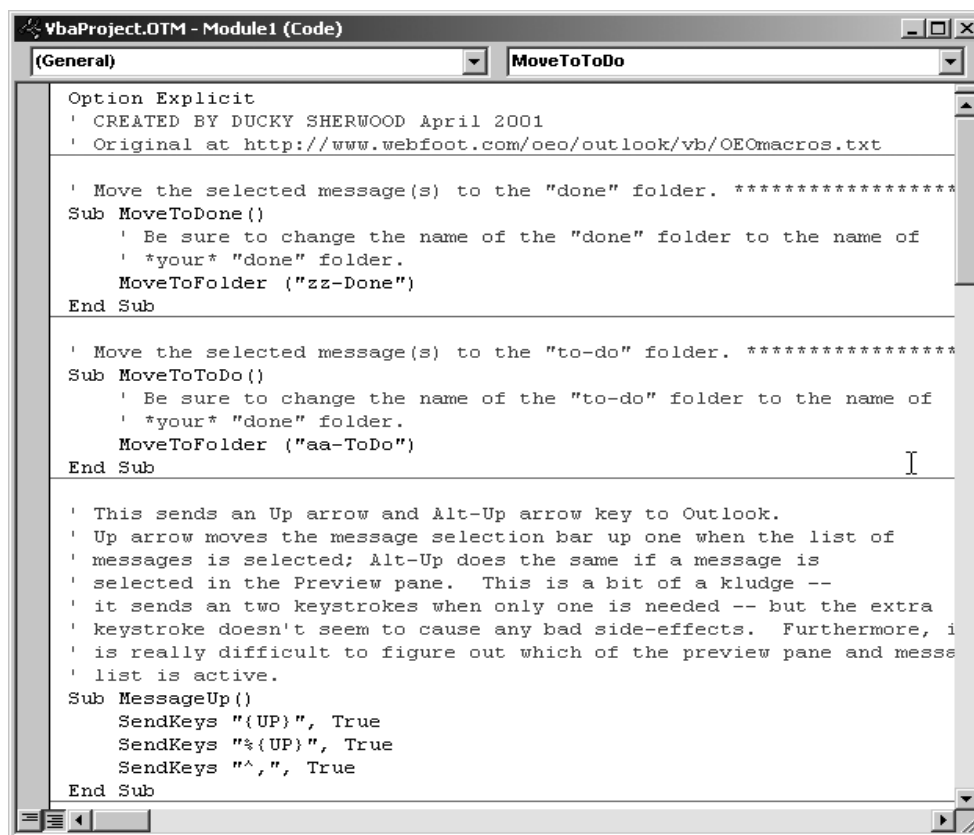 VbaProject.OTM - Module1 (Code)
(General) MoveToToDo
Option Explicit
' CREATED BY DUCKY SHERWOOD April 2001
' Original at http://www.webfoot.com/oeo/outlook/vb/OEOmacros.txt
' Move the selected message(s) to the "done" folder. ******************
Sub MoveToDone()
' Be sure to change the name of the "done" folder to the name of
' *your* "done" folder.
MoveToFolder ("zz-Done")
End Sub
' Move the selected message(s) to the "to-do" folder. *****************
Sub MoveToToDo()
' Be sure to change the name of the "to-do" folder to the name of
' *your* "done" folder.
MoveToFolder ("aa-ToDo")
End Sub
' This sends an Up arrow and Alt-Up arrow key to Outlook.
' Up arrow moves the message selection bar up one when the list of
' messages is selected; Alt-Up does the same if a message is
' selected in the Preview pane.  This is a bit of a kludge --
' it sends an two keystrokes when only one is needed -- but the extra
' keystroke doesn't seem to cause any bad side-effects.  Furthermore, i
' is really difficult to figure out which of the preview pane and messa
' list is active.
Sub MessageUp()
SendKeys "{UP}", True
SendKeys "%{UP}", True
SendKeys "^,", True
End Sub